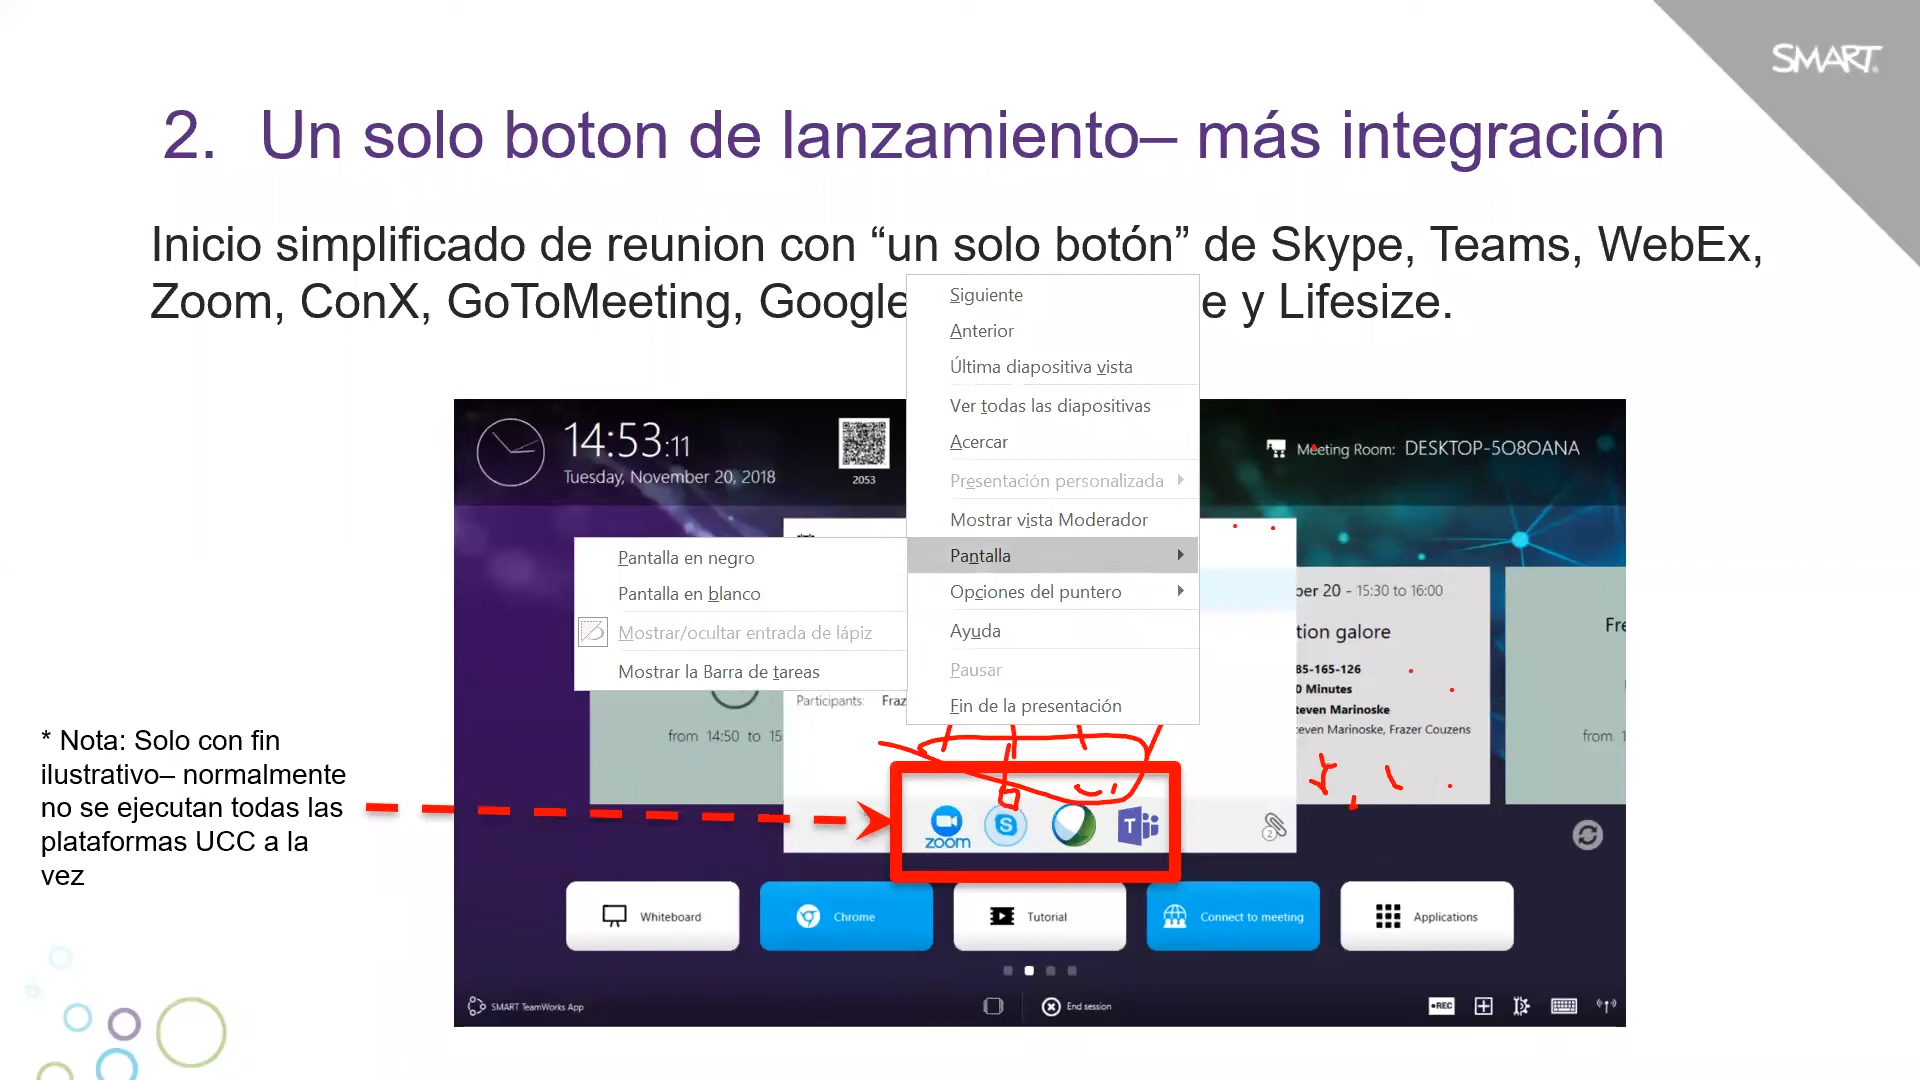 SMART
2. Un solo boton de lanzamiento– más integración
Inicio simplificado de reunion con “un solo botón” de Skype, Teams, WebEx,
Zoom, ConX, GoToMeeting, Google e y Lifesize.
Siguiente
Anterior
Última diapositiva vista
Ver todas las diapositivas
Acercar
Presentación personalizada
Mostrar vista Moderador
Pantalla
Opciones del puntero
Ayuda
Pausar
Fin de la presentación
Pantalla en negro
Pantalla en blanco
Mostrar/ocultar entrada de lápiz
Mostrar la Barra de tareas
14:53:11
Tuesday, November 20, 2018
2053
Meeting Room: DESKTOP-5O8OANA
20 - 15:30 to 16:00
tion galore
85-165-126
0 Minutes
teven Marinoske
teven Marinoske, Frazer Couzens
Fre
from
from 14:50 to 15
Participants: Fraz
* Nota: Solo con fin
ilustrativo– normalmente
no se ejecutan todas las
plataformas UCC a la
vez
zoom
S
T
2
Whiteboard
Chrome
Tutorial
Connect to meeting
Applications
SMART TeamWorks App
End session
REC